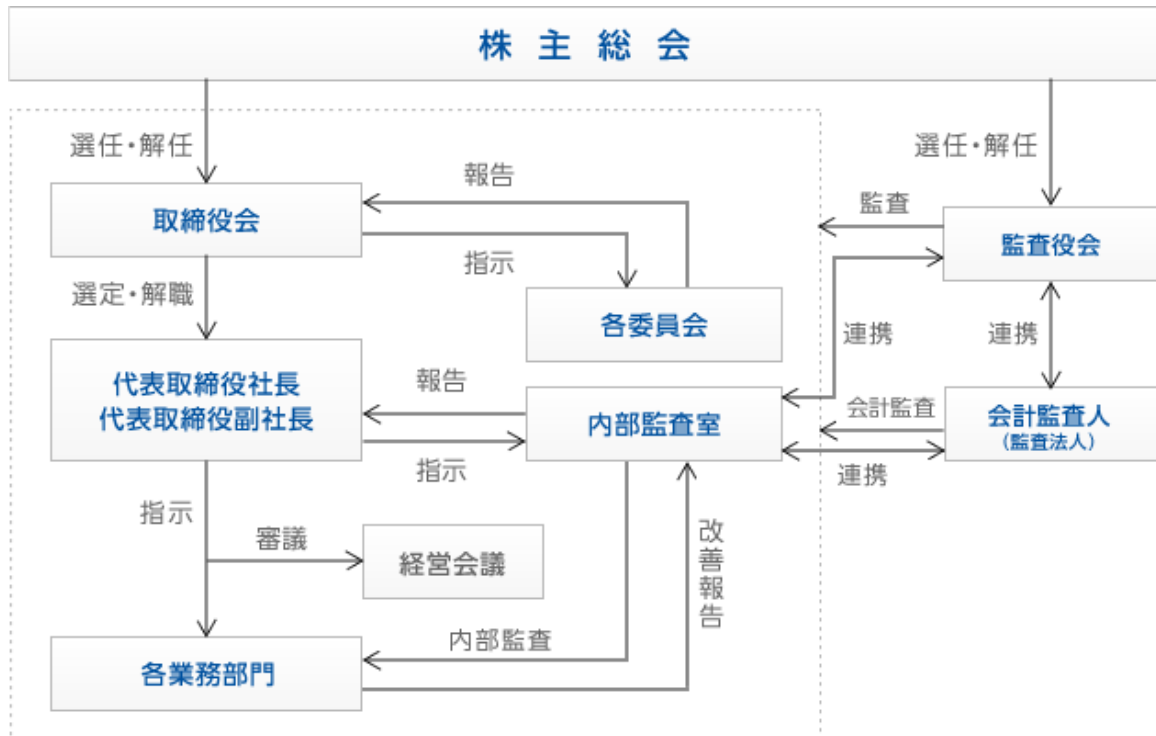 株主総会
選任・解任
選任・解任
報告
監査
取締役会
監査役会
指示
選定・解職
各委員会
連携
連携
代表取締役社長
代表取締役副社長
報告
内部監査室
会計監査
会計監査人
(監査法人)
指示
連携
指示
審議
経営会議
改善報告
内部監査
各業務部門